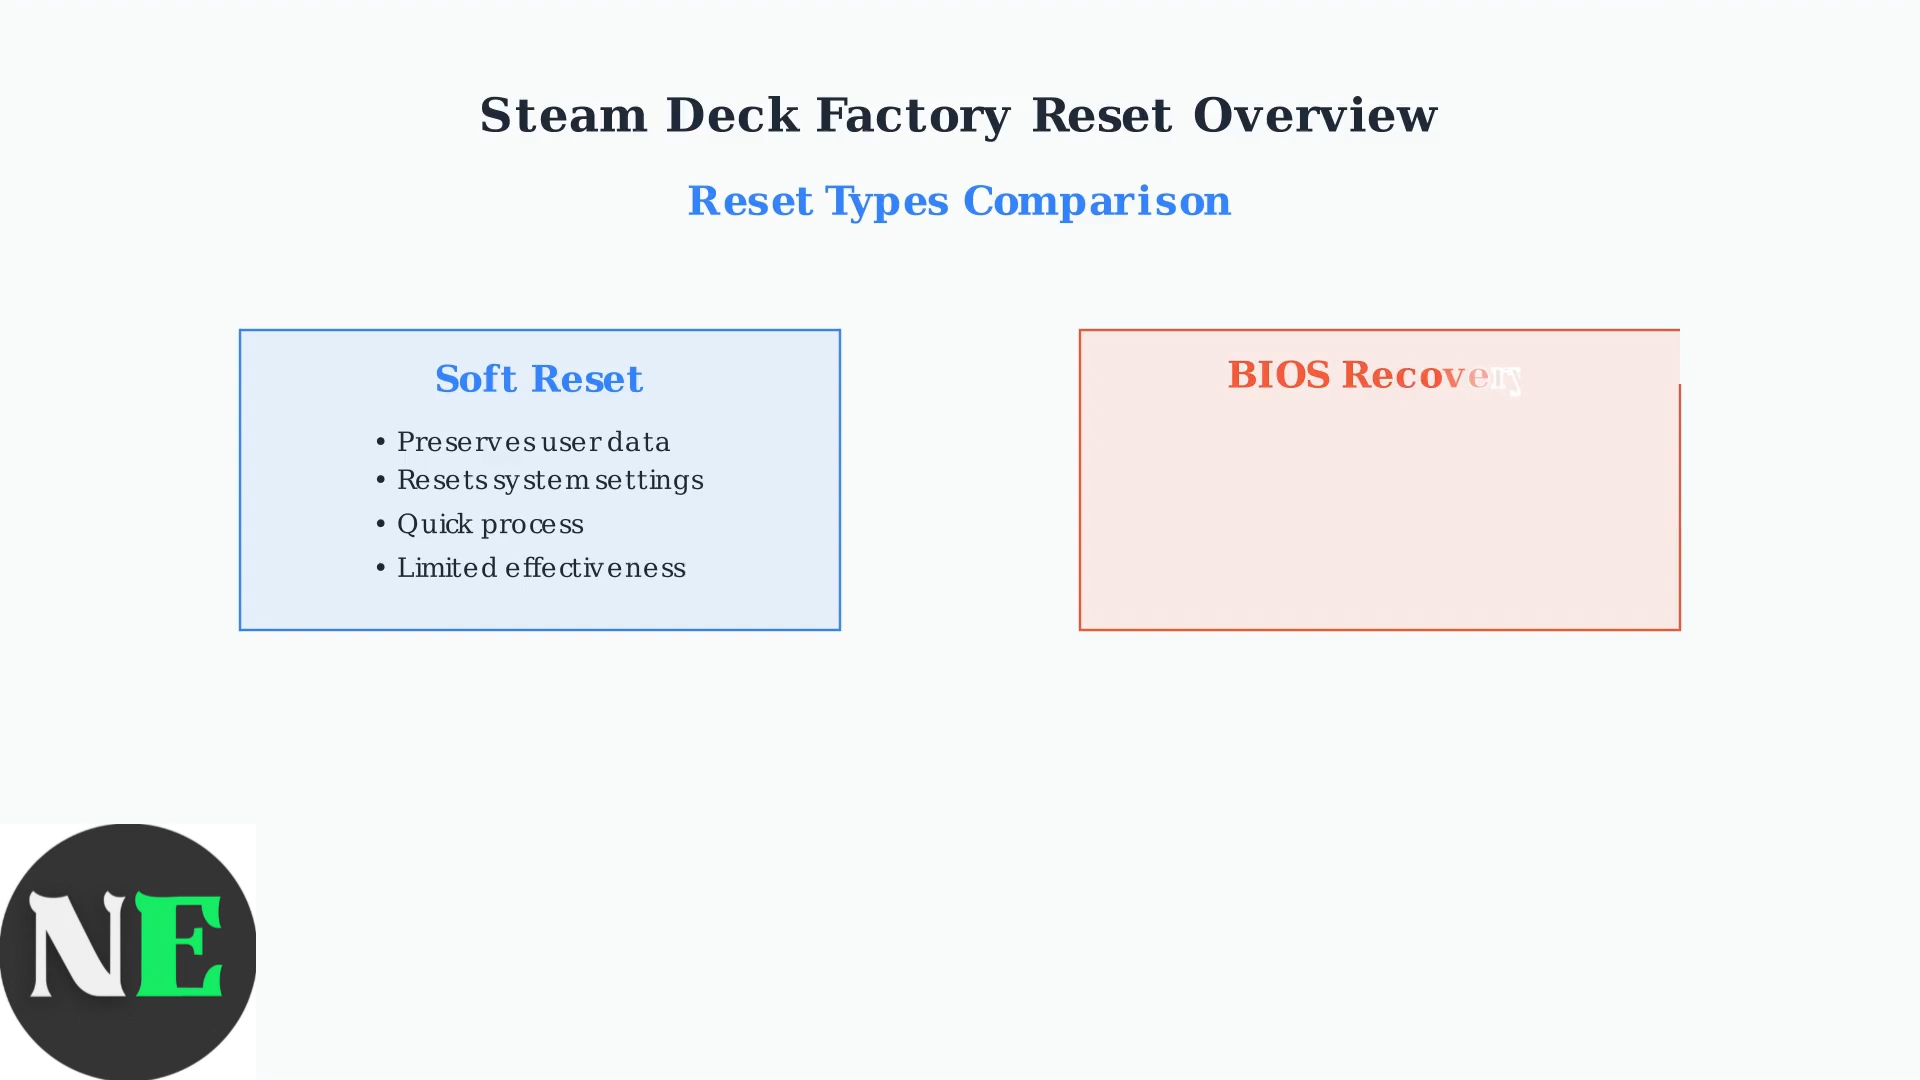 Steam Deck Factory Reset Overview
Reset Types Comparison
Soft Reset
• Preserves user data
• Resets system settings
• Quick process
• Limited effectiveness
BIOS Recovery
NE